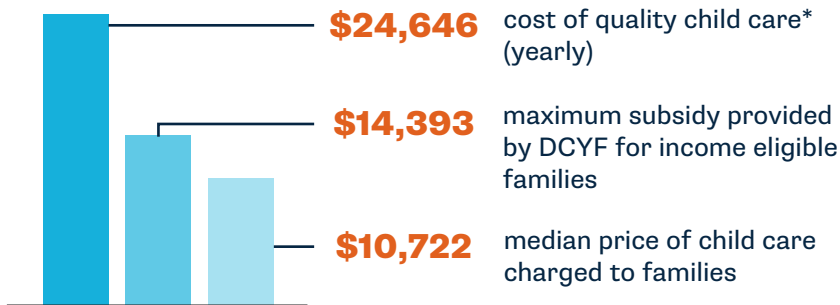 $24,646 cost of quality child care*
(yearly)
$14,393 maximum subsidy provided
by DCYF for income eligible
families
$10,722 median price of child care
charged to families